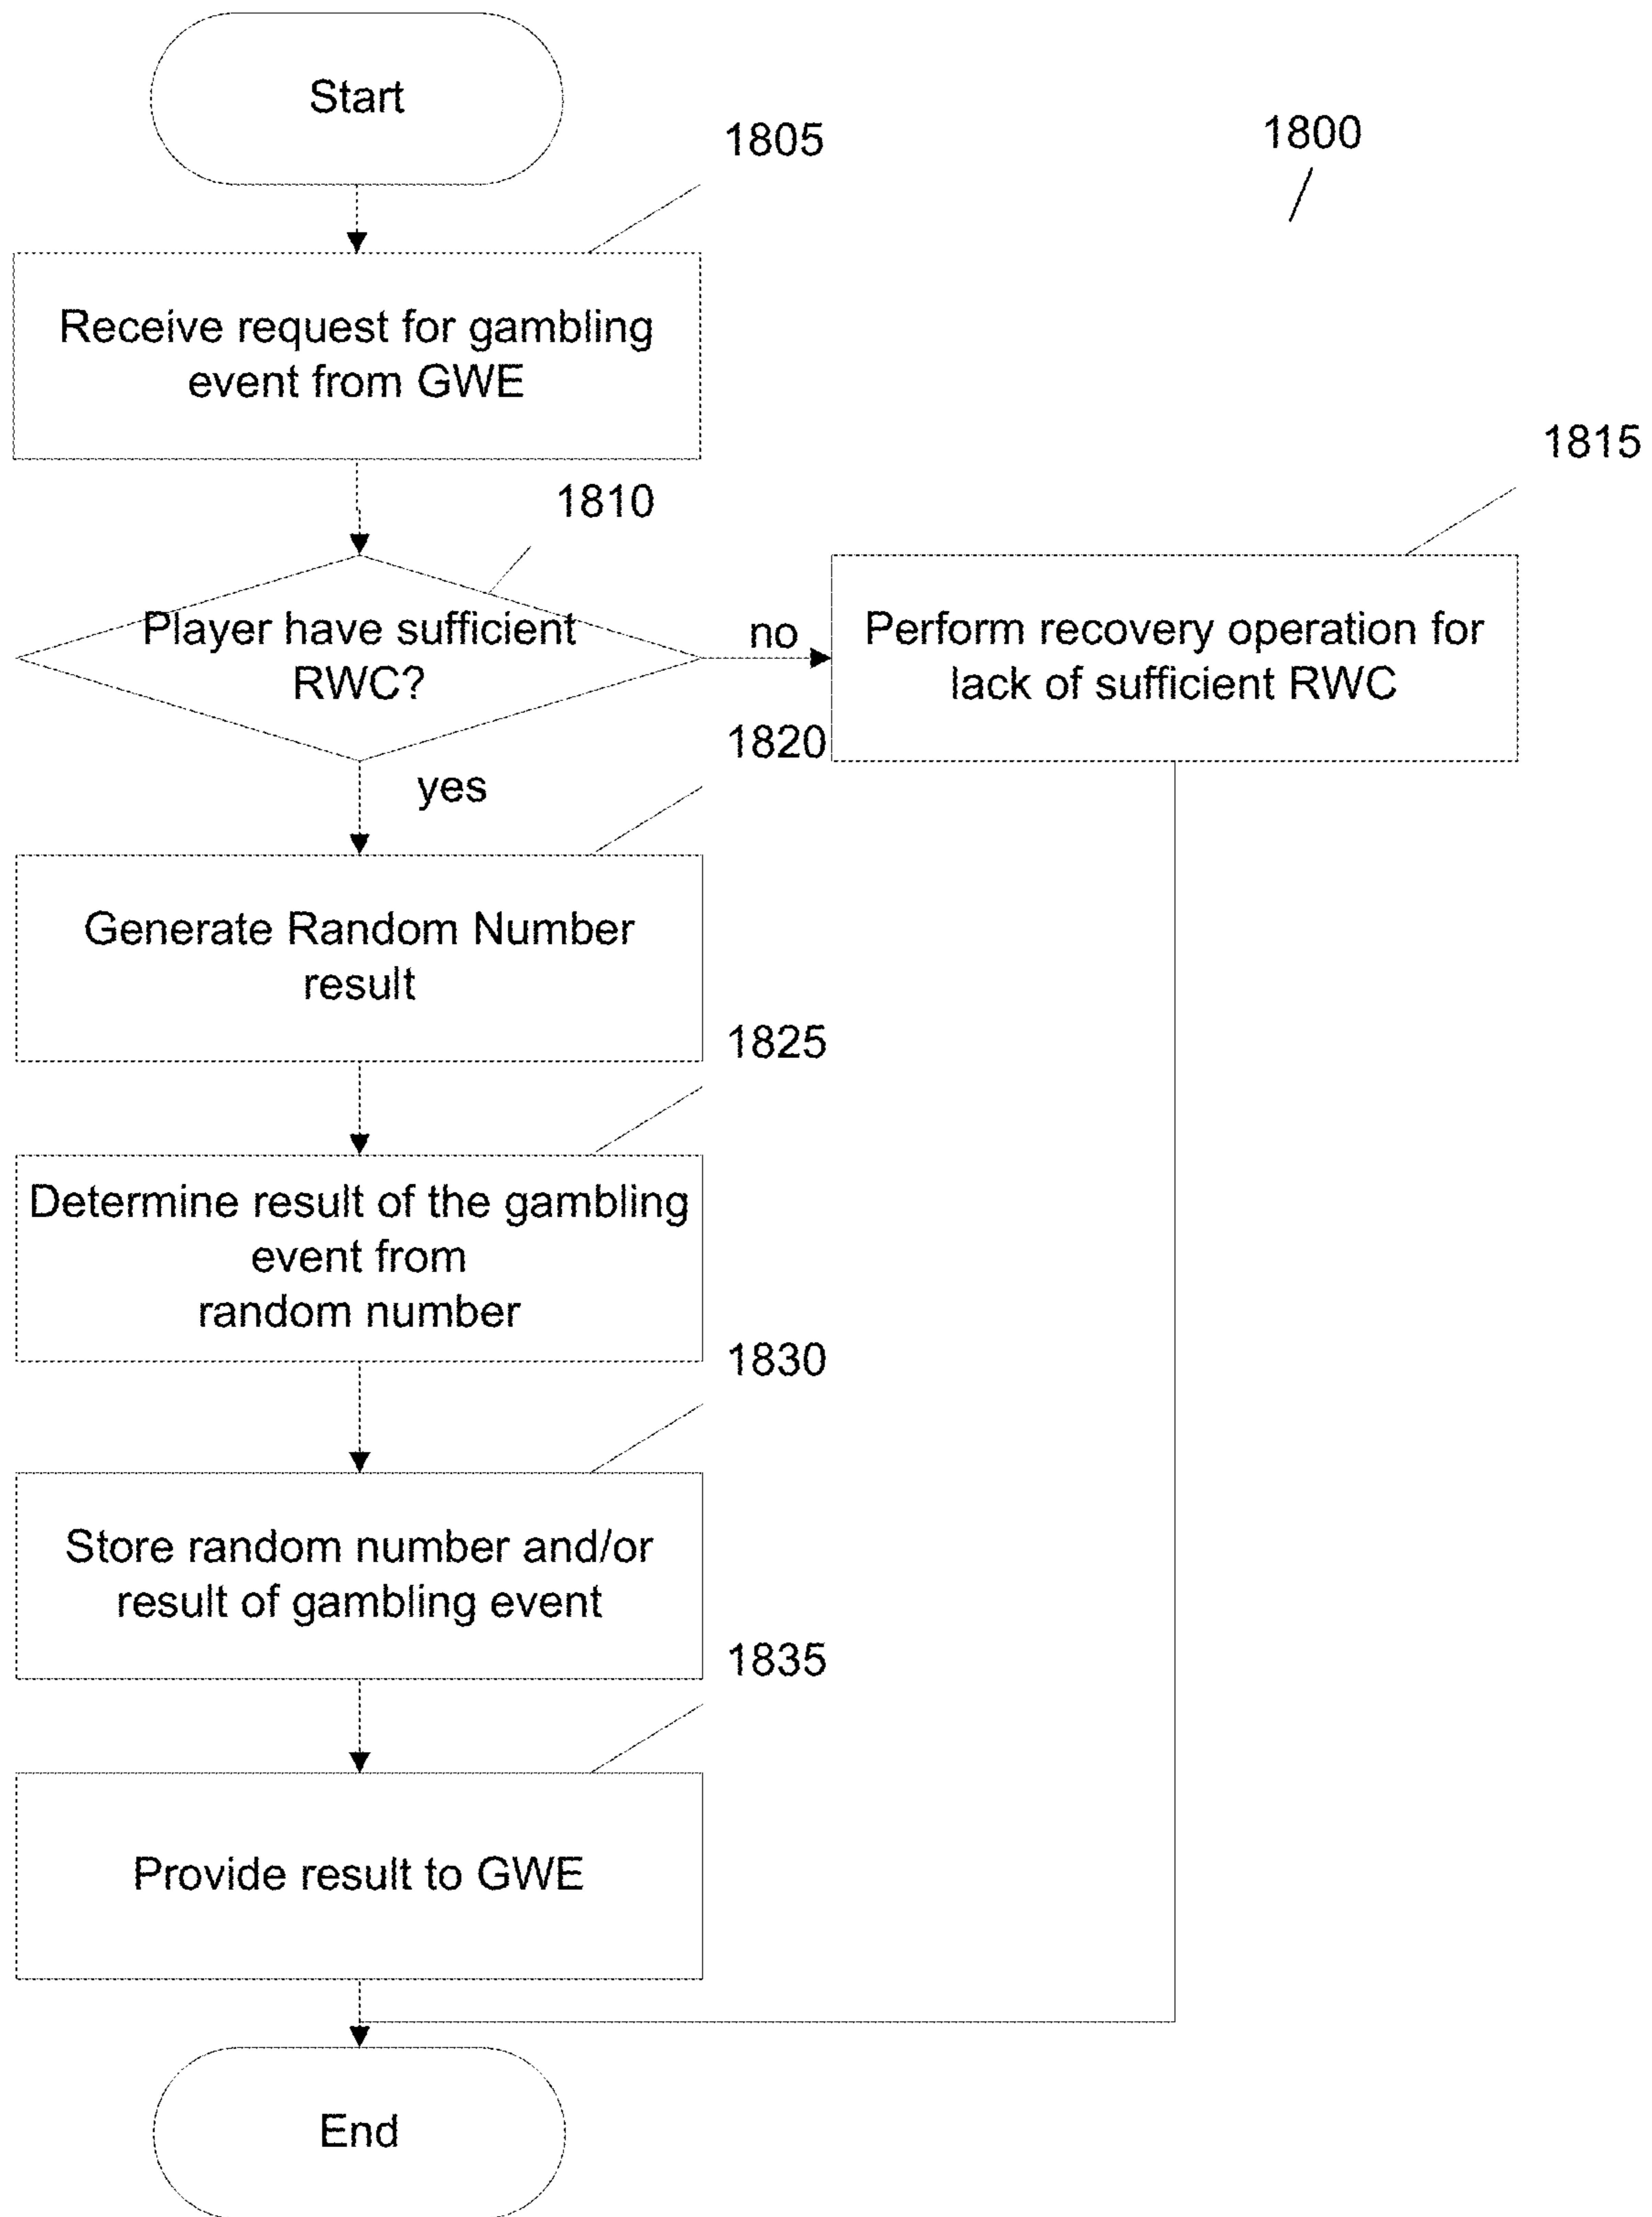 Start
1805
1800
Receive request for gambling
event from GWE
1810
1815
Player have sufficient
RWC?
no
Perform recovery operation for
lack of sufficient RWC
1820
yes
Generate Random Number
result
1825
Determine result of the gambling
event from
random number
1830
Store random number and/or
result of gambling event
1835
Provide result to GWE
End